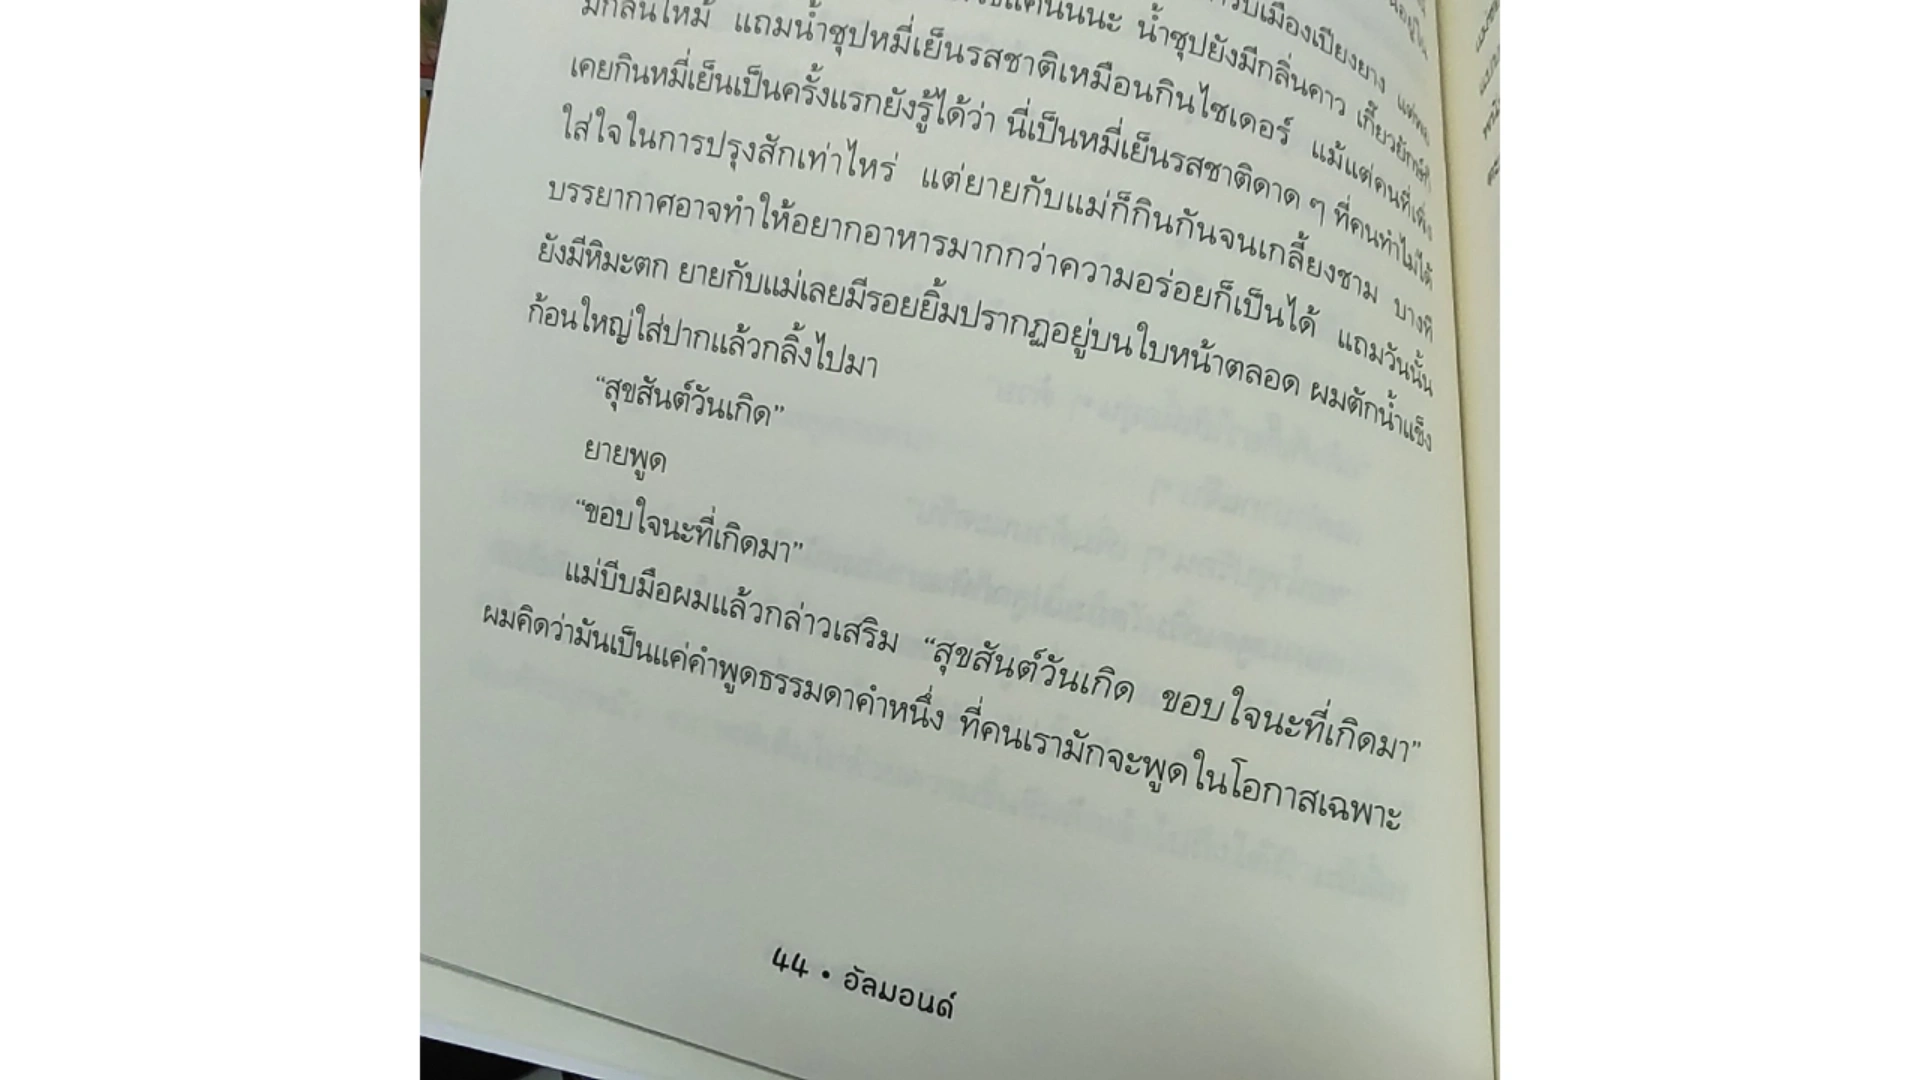 เมืองเปียงยาง
น้ำซุปยังมีกลิ่นคาว เกี๊ยวยักษ์ก็
มีกลิ่นไหม้ แถมน้ำซุปหมี่เย็นรสชาติเหมือนกินไซเดอร์ แม้แต่คนที่เพิ่ง
เคยกินหมี่เย็นเป็นครั้งแรกยังรู้ได้ว่า นี่เป็นหมี่เย็นรสชาติดาด ๆ ที่คนทำไม่ได้
ใส่ใจในการปรุงสักเท่าไหร่ แต่ยายกับแม่ก็กินกันจนเกลี้ยงชาม บางที
บรรยากาศอาจทำให้อยากอาหารมากกว่าความอร่อยก็เป็นได้ แถมวันนั้น
ยังมีหิมะตก ยายกับแม่เลยมีรอยยิ้มปรากฏอยู่บนใบหน้าตลอด ผมตักน้ำแข็ง
ก้อนใหญ่ใส่ปากแล้วกลิ้งไปมา
“สุขสันต์วันเกิด”
ยายพูด
“ขอบใจนะที่เกิดมา”
แม่บีบมือผมแล้วกล่าวเสริม “สุขสันต์วันเกิด ขอบใจนะที่เกิดมา”
ผมคิดว่ามันเป็นแค่คำพูดธรรมดาคำหนึ่ง ที่คนเรามักจะพูดในโอกาสเฉพาะ
44 • อัลมอนด์